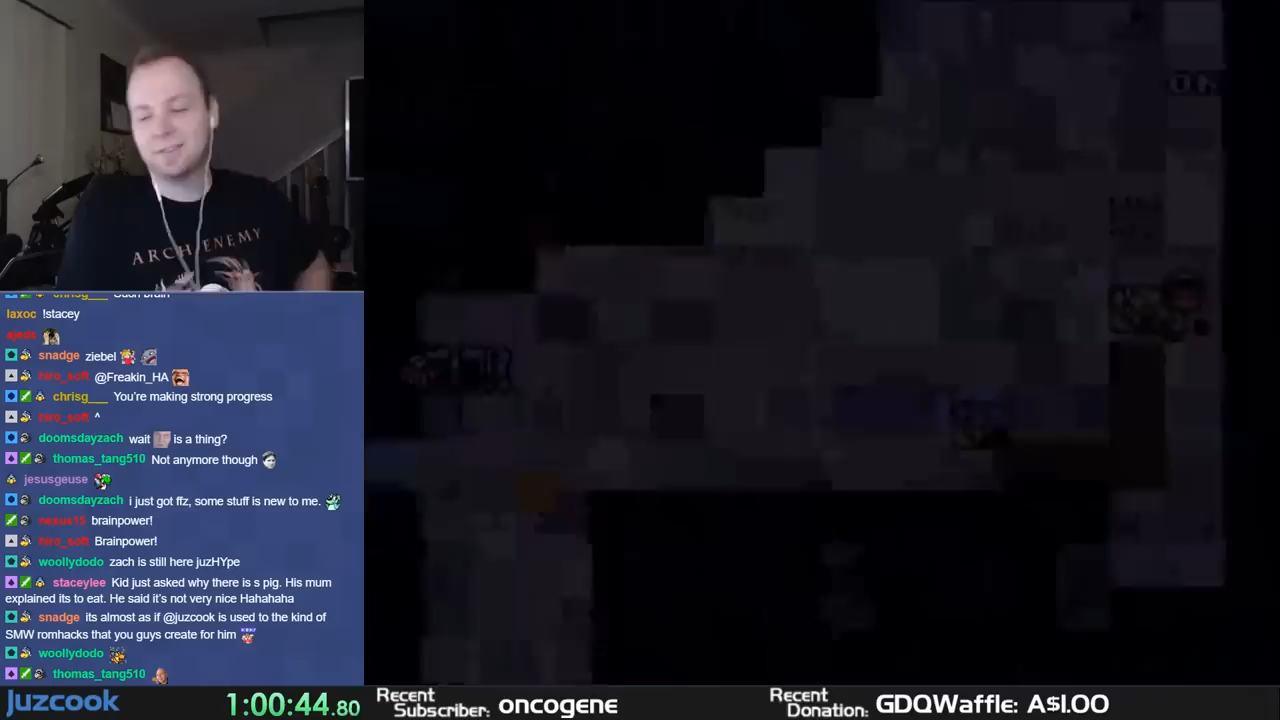 ARCH ENEMY
laxoc !stacey
ajeds
snadge ziebel
hiro_soft @Freakin_HA
chrisg___ You're making strong progress
hiro_soft ^
doomsdayzach wait is a thing?
thomas_tang510 Not anymore though
jesusgeuse
doomsdayzach i just got ffz, some stuff is new to me.
nexus15 brainpower!
hiro_soft Brainpower!
woollydodo zach is still here juzHYpe
staceylee Kid just asked why there is s pig. His mum
explained its to eat. He said it's not very nice Hahahaha
snadge its almost as if @juzcook is used to the kind of
SMW romhacks that you guys create for him
woollydodo
thomas_tang510
Juzcook 1:00:44.80
Recent Subscriber: oncogene
Recent Donation: GDQWaffle: A$1.00